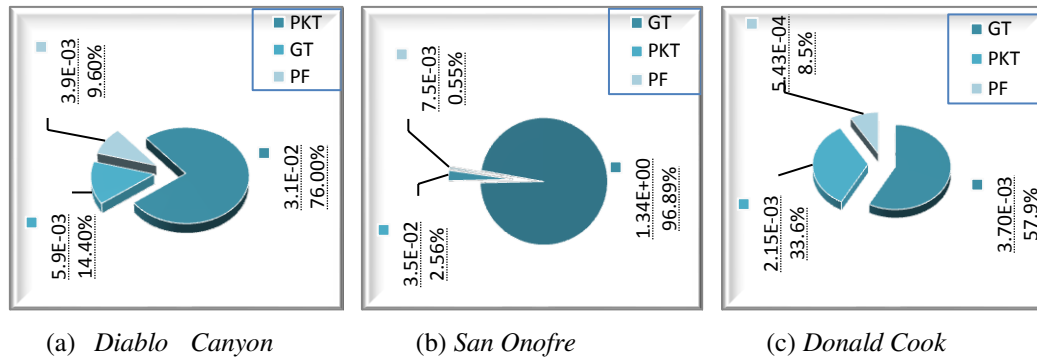 PKT
GT
PF
3.9E-03
9.60%
3.1E-02
76.00%
5.9E-03
14.40%
(a) Diablo Canyon
GT
PKT
PF
7.5E-03
0.55%
1.34E+00
96.89%
3.5E-02
2.56%
(b) San Onofre
GT
PKT
PF
5.43E-04
8.5%
3.70E-03
57.9%
2.15E-03
33.6%
(c) Donald Cook